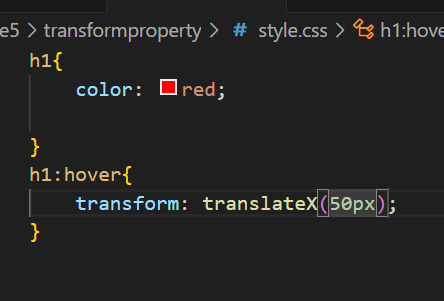 e5 > transformproperty > # style.css > h1:hove
h1{
    color: red;

}
h1:hover{
    transform: translateX(50px);
}